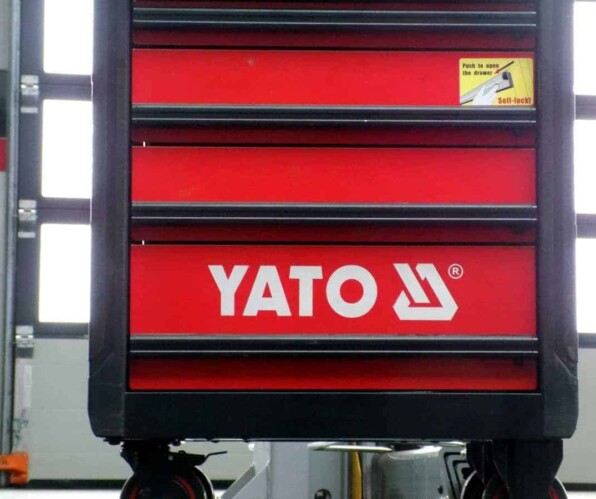 Push to open
the drawer
Self-lock!
YATO ®